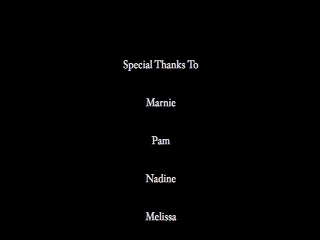 Special Thanks To
Marnie
Pam
Nadine
Melissa